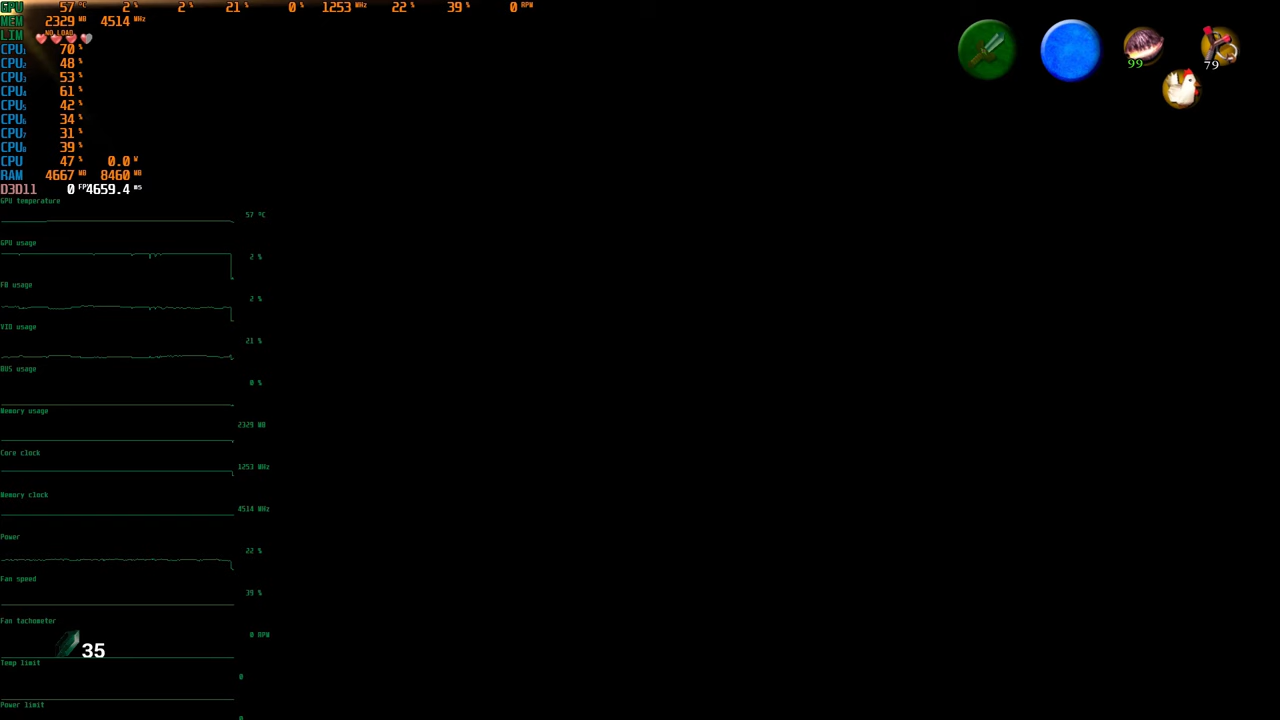 GPU 57 °C 2 % 2 % 21 % 0 % 1253 MHz 22 % 39 % 0 RPM
MEM 2329 MB 4514 MHz
LIM NO LOAD
CPU1 70 %
CPU2 48 %
CPU3 53 %
CPU4 61 %
CPU5 42 %
CPU6 34 %
CPU7 31 %
CPU8 39 %
CPU 47 % 0.0 W
RAM 4667 MB 8460 MB
D3D11 0 FPS 4659.4 ms
99
79
GPU temperature
57 °C
GPU usage
2 %
FB usage
2 %
VID usage
21 %
BUS usage
0 %
Memory usage
2329 MB
Core clock
1253 MHz
Memory clock
4514 MHz
Power
22 %
Fan speed
39 %
Fan tachometer
0 RPM
35
Temp limit
0
Power limit
0